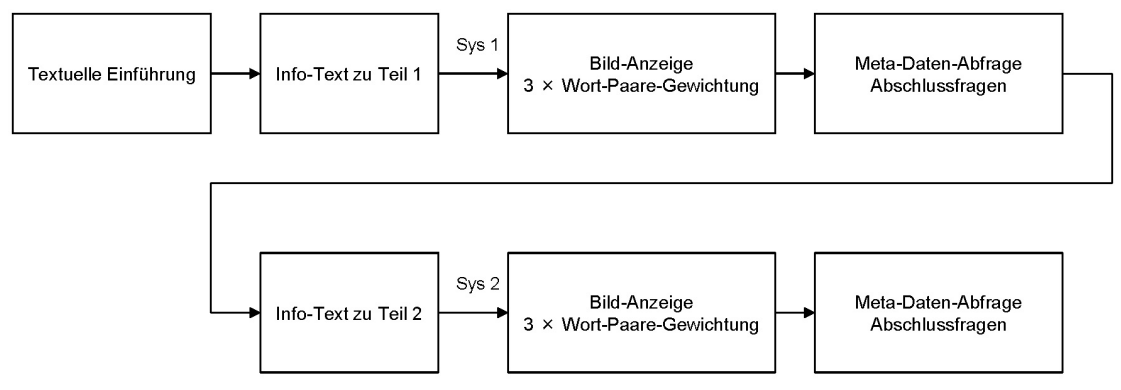 Textuelle Einführung
Info-Text zu Teil 1
Sys 1
Bild-Anzeige
3 × Wort-Paare-Gewichtung
Meta-Daten-Abfrage
Abschlussfragen
Info-Text zu Teil 2
Sys 2
Bild-Anzeige
3 × Wort-Paare-Gewichtung
Meta-Daten-Abfrage
Abschlussfragen